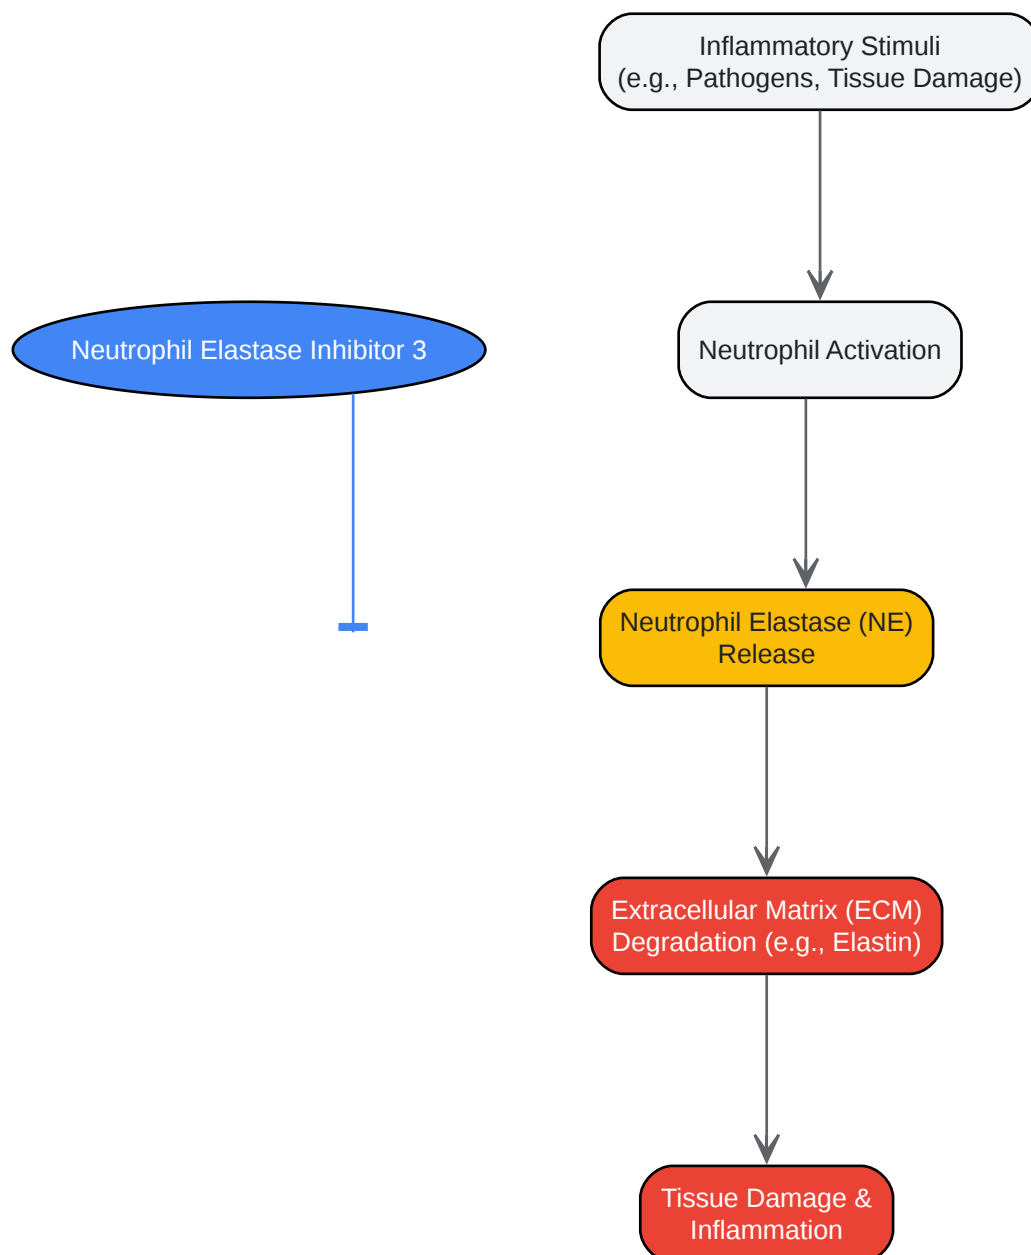 Inflammatory Stimuli
(e.g., Pathogens, Tissue Damage)
Neutrophil Elastase Inhibitor 3
Neutrophil Activation
Neutrophil Elastase (NE)
Release
Extracellular Matrix (ECM)
Degradation (e.g., Elastin)
Tissue Damage &
Inflammation